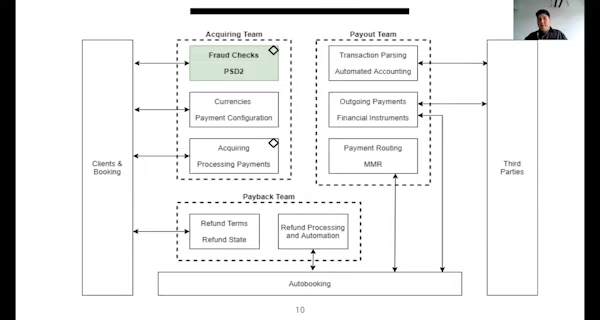 Acquiring Team
Payout Team
Fraud Checks
PSD2
Transaction Parsing
Automated Accounting
Currencies
Payment Configuration
Outgoing Payments
Financial Instruments
Acquiring
Processing Payments
Payment Routing
MMR
Clients &
Booking
Third
Parties
Payback Team
Refund Terms
Refund State
Refund Processing
and Automation
Autobooking
10